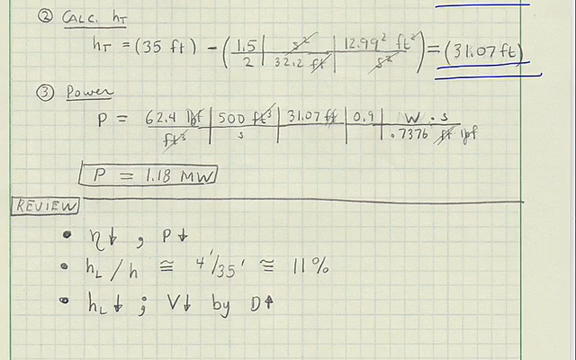 ② CALC. hT
hT = (35 ft) - (1.5/2 | s²/32.2 ft | 12.99² ft²/s²) = (31.07 ft)
③ Power
P = 62.4 lbf/ft³ | 500 ft³/s | 31.07 ft | 0.9 | W · s/.7376 ft lbf
P = 1.18 MW
REVIEW
• η↓ , P↓
• hL/h ≅ 4'/35' ≅ 11%
• hL↓ ; V↓ by D↑